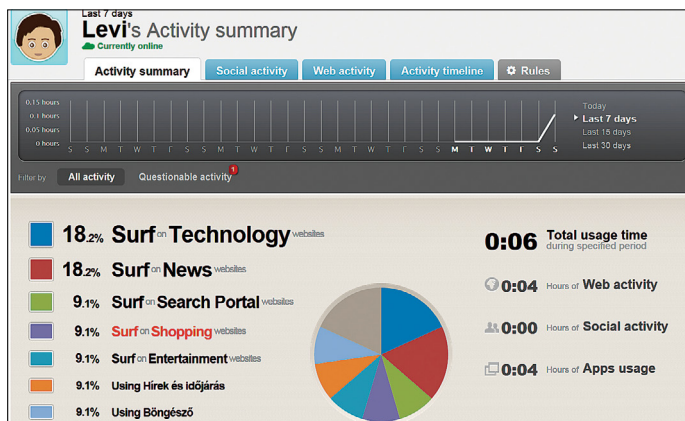 Last 7 days
Levi's Activity summary
Currently online
Activity summary Social activity Web activity Activity timeline Rules
0.15 hours
0.1 hours
0.05 hours
0 hours
S S M T W T F S S M T W T F S S M T W T F S S M T W T F S S
Today
Last 7 days
Last 15 days
Last 30 days
Filter by All activity Questionable activity 1
18.2% Surf on Technology websites
18.2% Surf on News websites
9.1% Surf on Search Portal websites
9.1% Surf on Shopping websites
9.1% Surf on Entertainment websites
9.1% Using Hírek és időjárás
9.1% Using Böngésző
0:06 Total usage time
during specified period
0:04 Hours of Web activity
0:00 Hours of Social activity
0:04 Hours of Apps usage